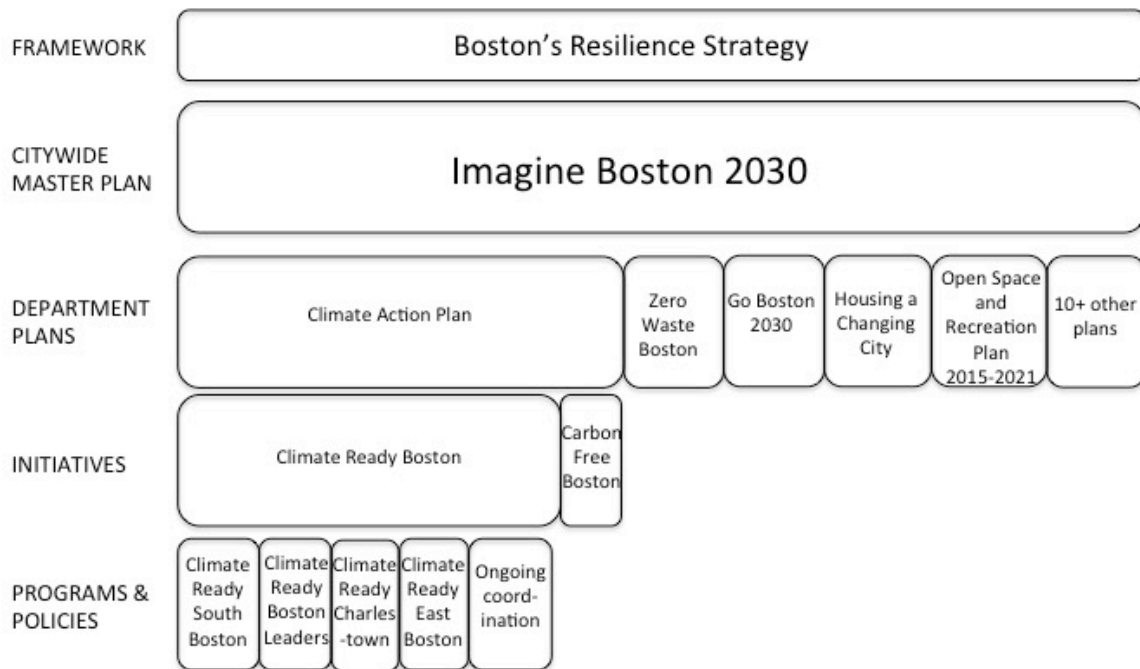 FRAMEWORK
Boston’s Resilience Strategy
CITYWIDE
MASTER PLAN
Imagine Boston 2030
DEPARTMENT
PLANS
Climate Action Plan
Zero
Waste
Boston
Go Boston
2030
Housing a
Changing
City
Open Space
and
Recreation
Plan
2015-2021
10+ other
plans
INITIATIVES
Climate Ready Boston
Carbon
Free
Boston
PROGRAMS &
POLICIES
Climate
Ready
South
Boston
Climate
Ready
Boston
Leaders
Climate
Ready
Charles
-town
Climate
Ready
East
Boston
Ongoing
coord-
ination